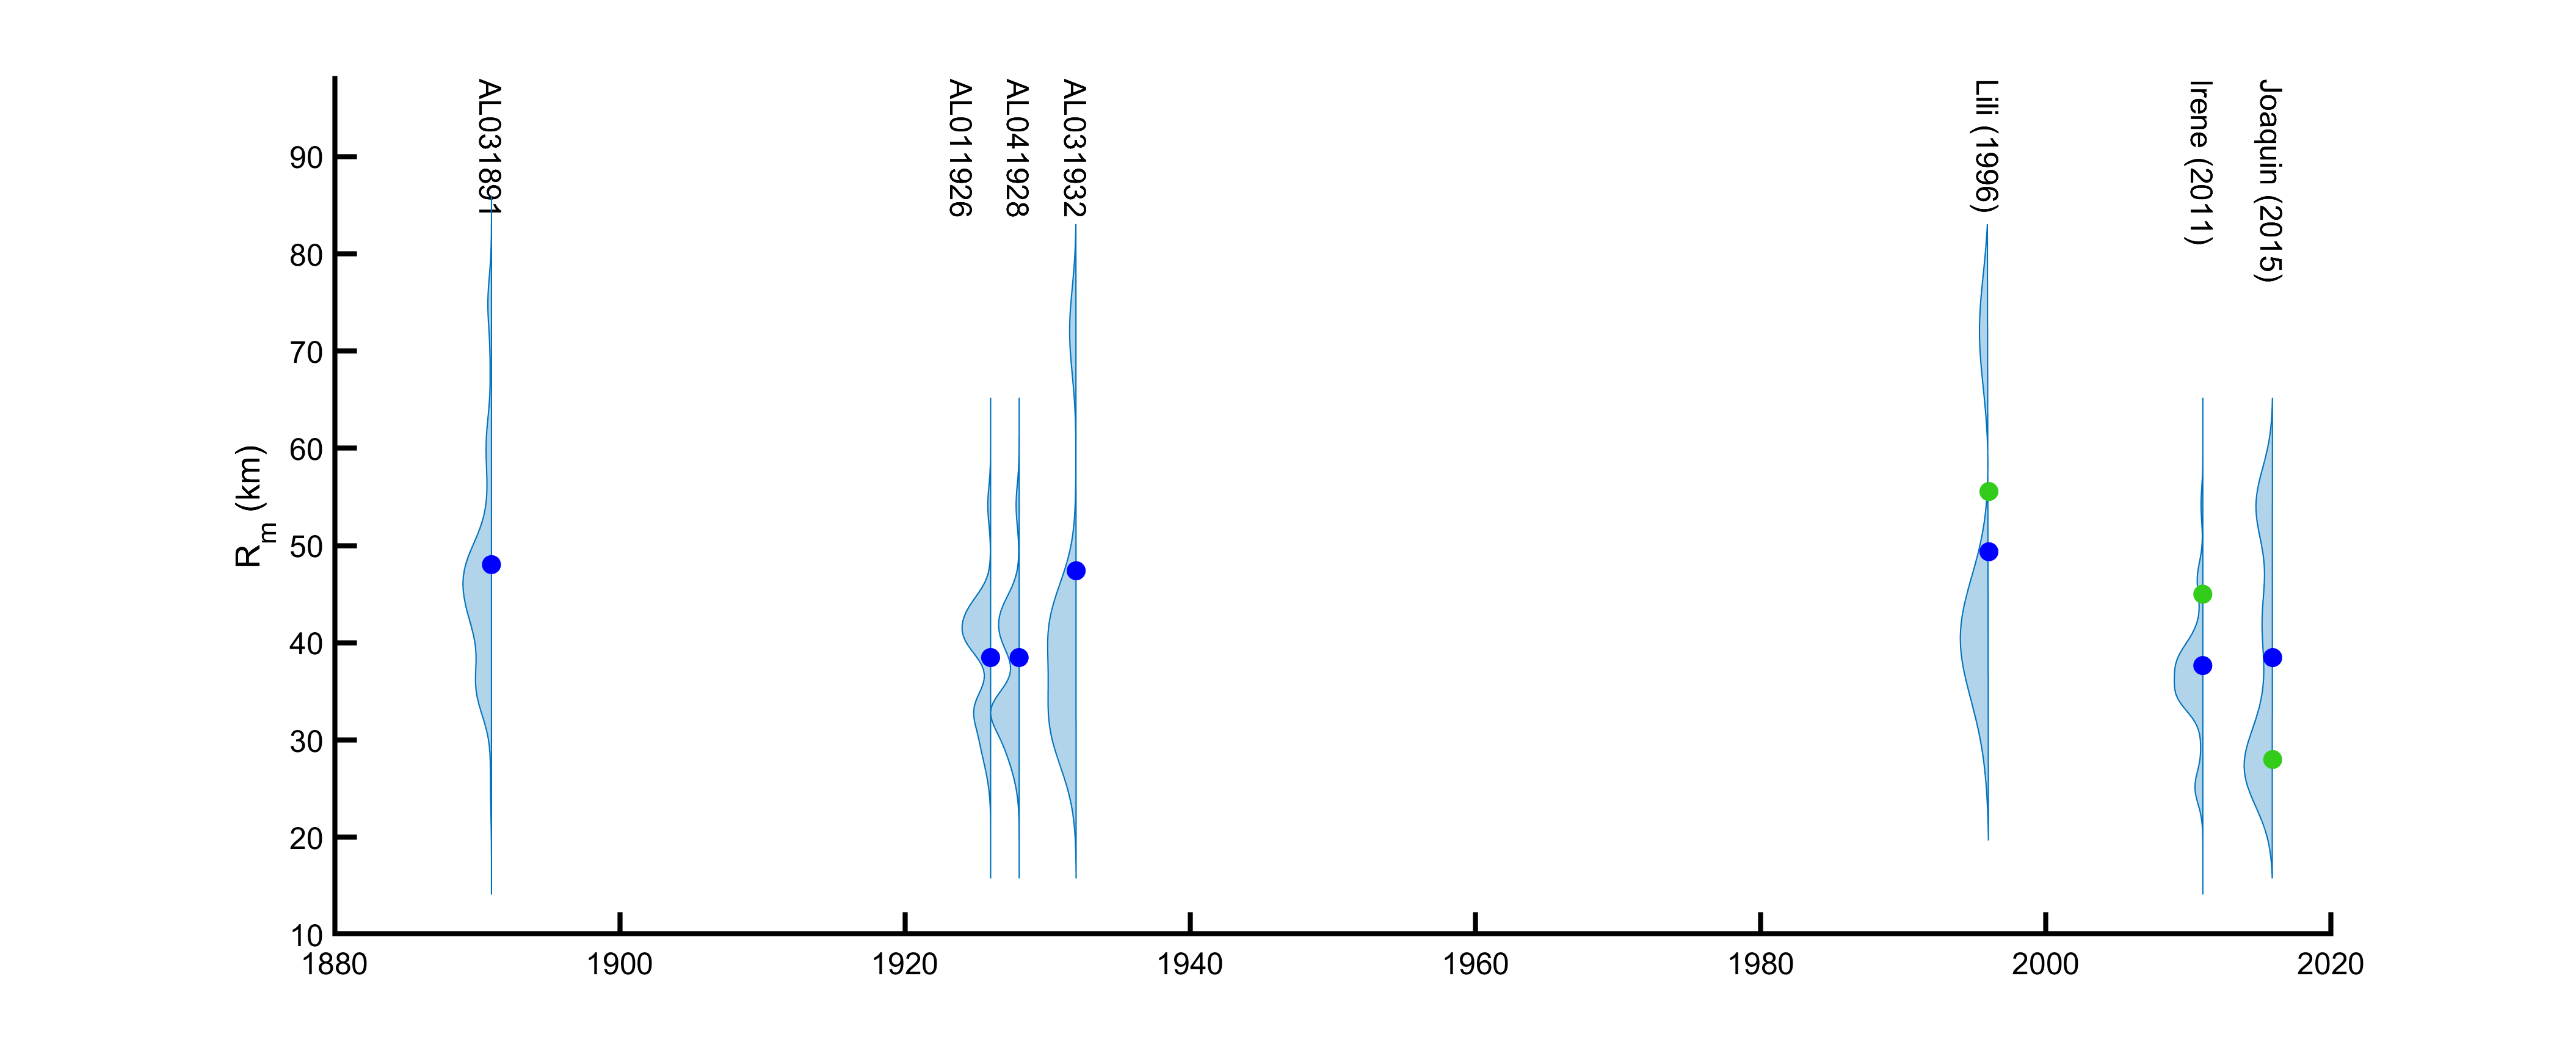 AL031891
AL011926
AL041928
AL031932
Lili (1996)
Irene (2011)
Joaquin (2015)
90
80
70
60
50
40
30
20
10
Rm (km)
1880
1900
1920
1940
1960
1980
2000
2020